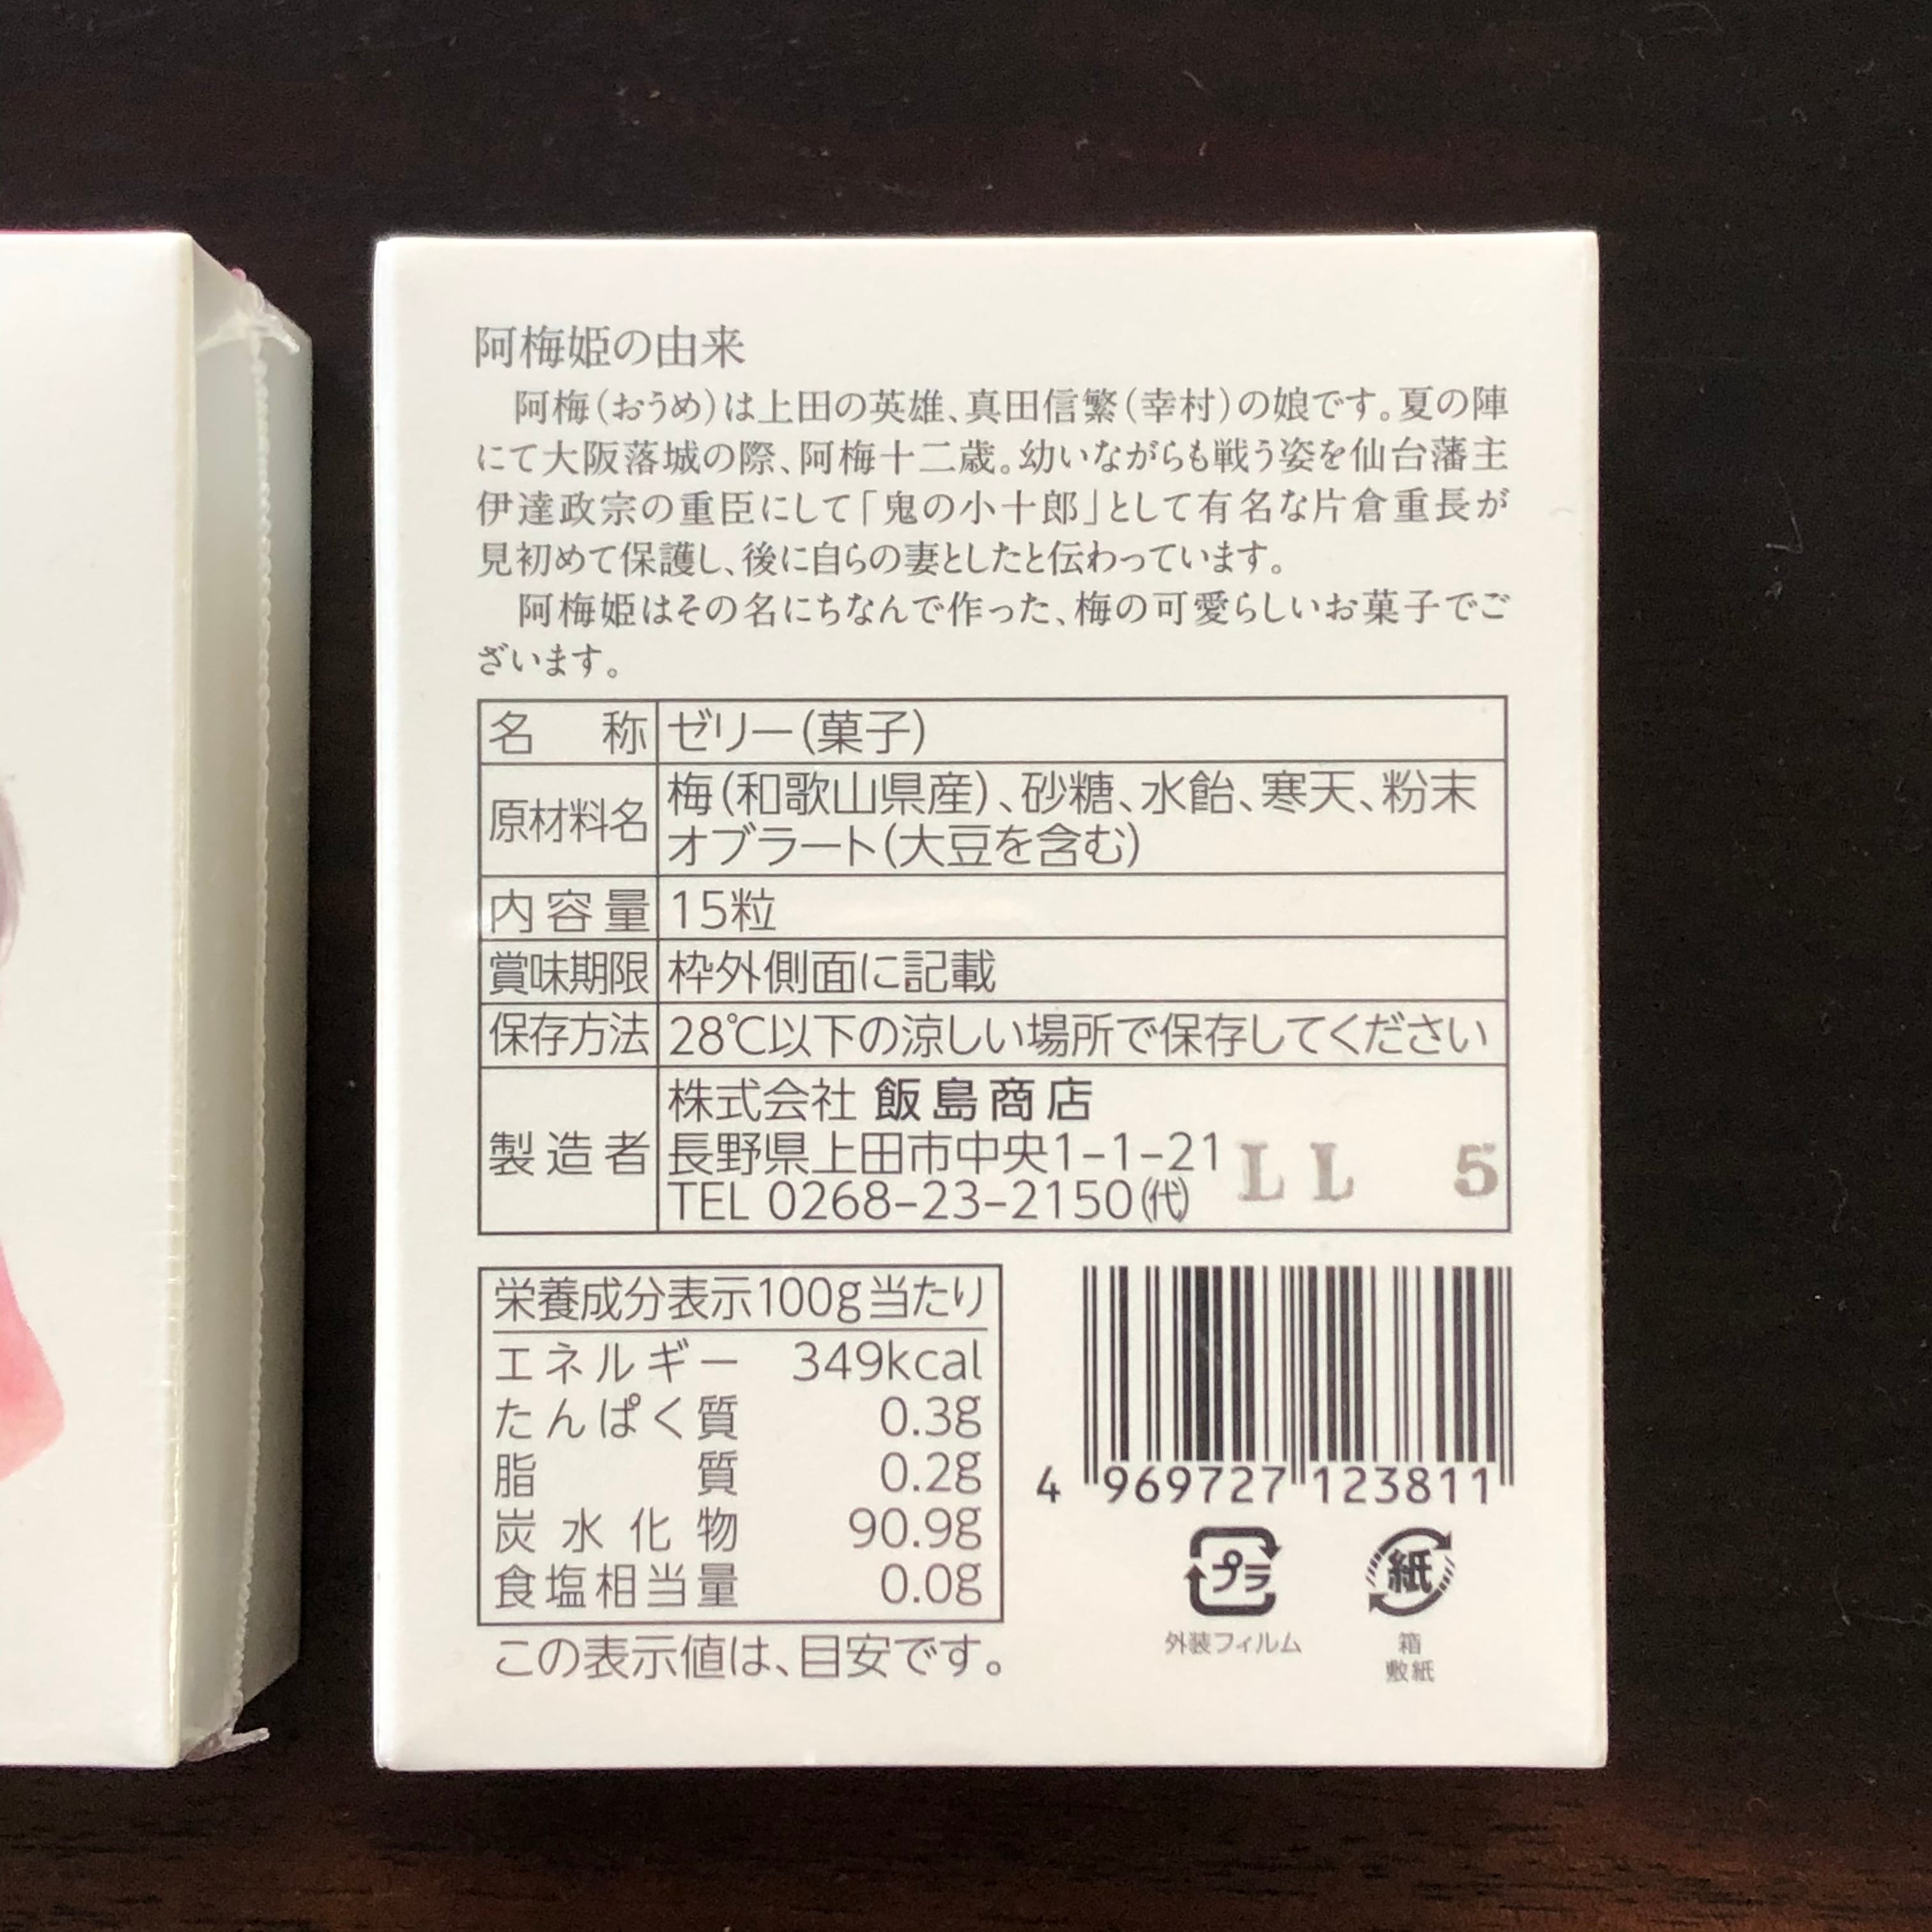 阿梅姫の由来
阿梅(おうめ)は上田の英雄、真田信繁(幸村)の娘です。夏の陣
にて大阪落城の際、阿梅十二歳。幼いながらも戦う姿を仙台藩主
伊達政宗の重臣にして「鬼の小十郎」として有名な片倉重長が
見初めて保護し、後に自らの妻としたと伝わっています。
阿梅姫はその名にちなんで作った、梅の可愛らしいお菓子でご
ざいます。
名称 ゼリー(菓子)
原材料名 梅(和歌山県産)、砂糖、水飴、寒天、粉末
オブラート(大豆を含む)
内容量 15粒
賞味期限 枠外側面に記載
保存方法 28℃以下の涼しい場所で保存してください
製造者 株式会社 飯島商店
長野県上田市中央1-1-21
TEL 0268-23-2150(代)
LL 5
栄養成分表示100g当たり
エネルギー 349kcal
たんぱく質 0.3g
脂質 0.2g
炭水化物 90.9g
食塩相当量 0.0g
この表示値は、目安です。
4 969727 123811
プラ 紙
外装フィルム 箱
敷紙